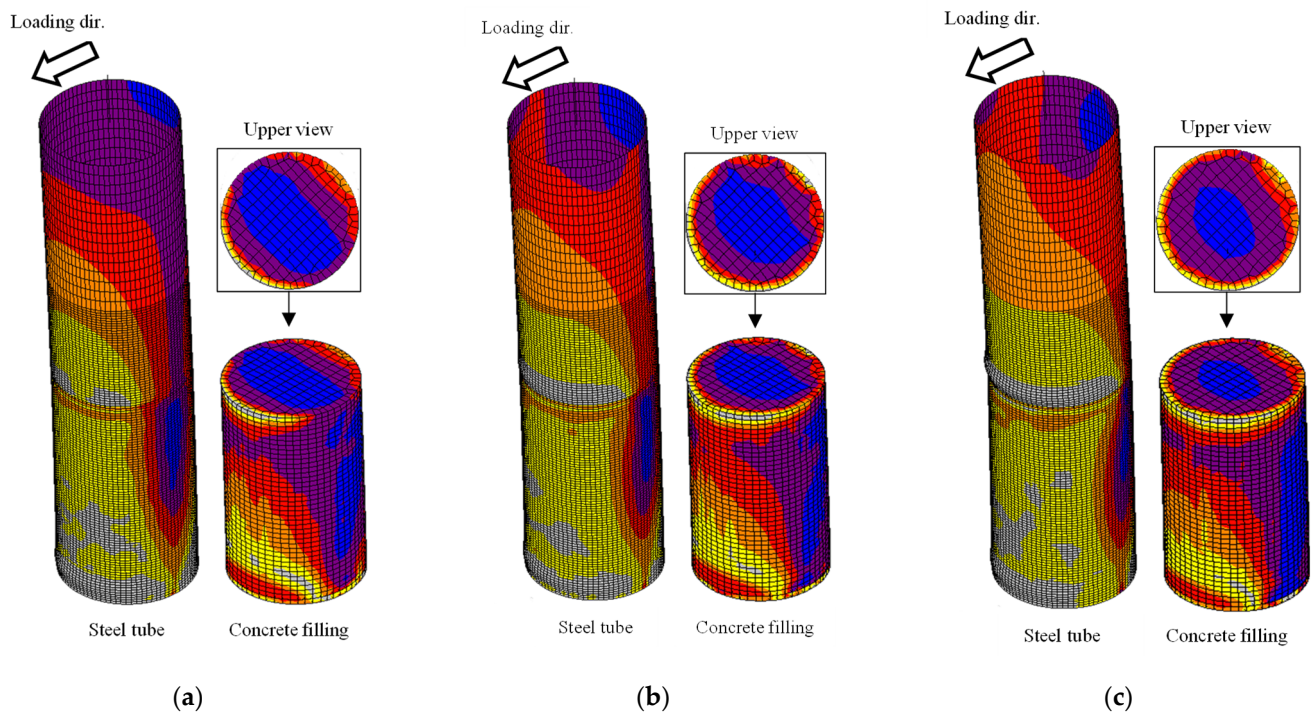 Loading dir.
Upper view
Steel tube
Concrete filling
(a)
Loading dir.
Upper view
Steel tube
Concrete filling
(b)
Loading dir.
Upper view
Steel tube
Concrete filling
(c)